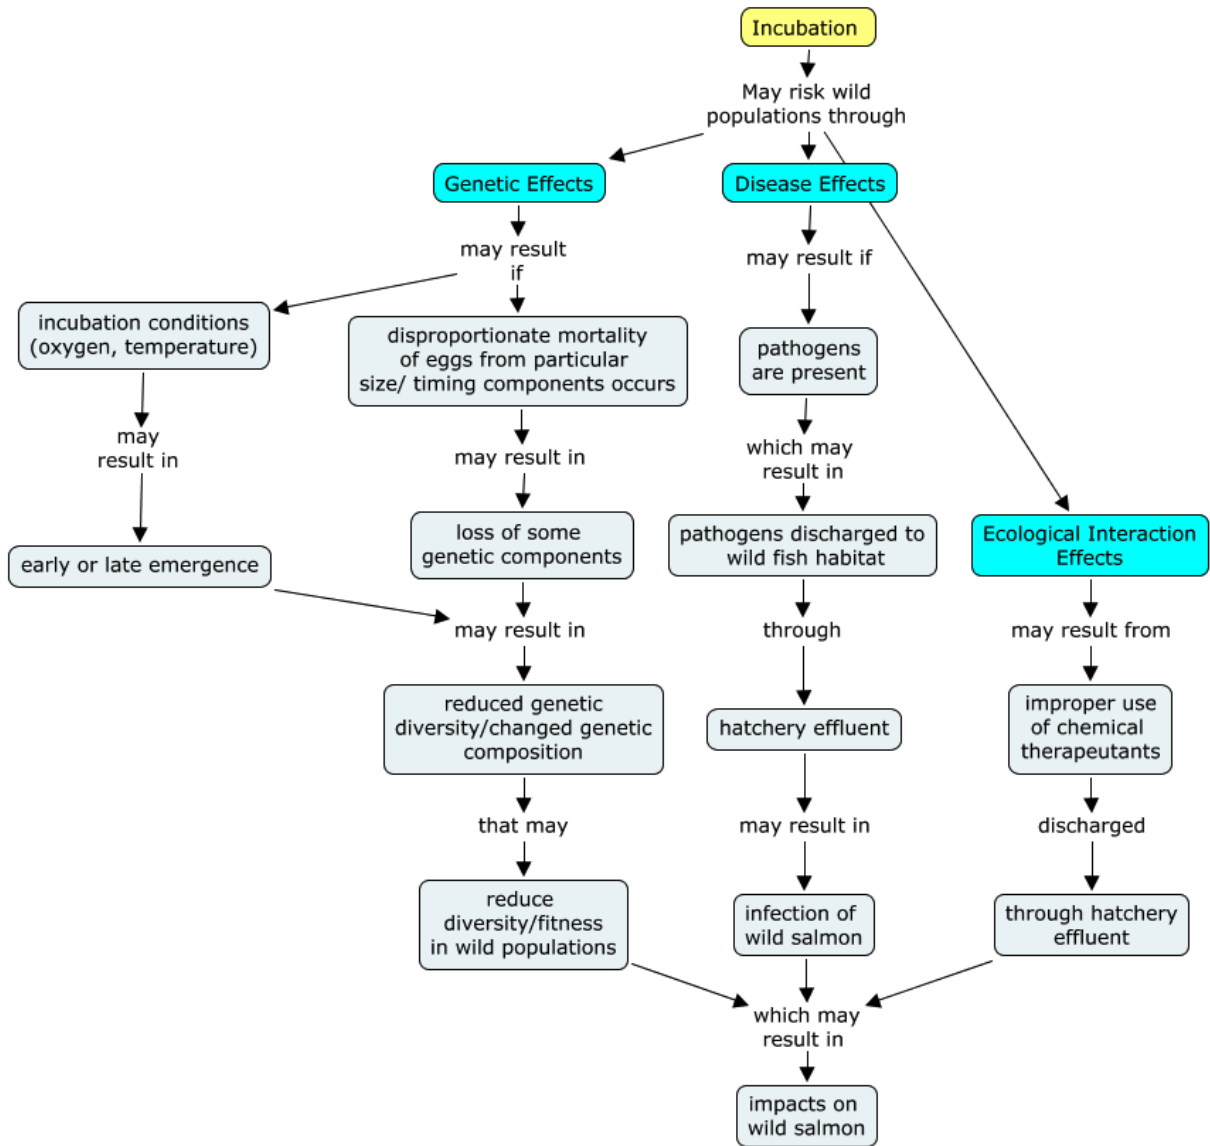 Incubation
May risk wild
populations through
Genetic Effects
Disease Effects
may result
if
may result if
incubation conditions
(oxygen, temperature)
disproportionate mortality
of eggs from particular
size/ timing components occurs
pathogens
are present
may
result in
may result in
which may
result in
early or late emergence
loss of some
genetic components
pathogens discharged to
wild fish habitat
Ecological Interaction
Effects
may result in
through
may result from
reduced genetic
diversity/changed genetic
composition
hatchery effluent
improper use
of chemical
therapeutants
that may
may result in
discharged
reduce
diversity/fitness
in wild populations
infection of
wild salmon
through hatchery
effluent
which may
result in
impacts on
wild salmon